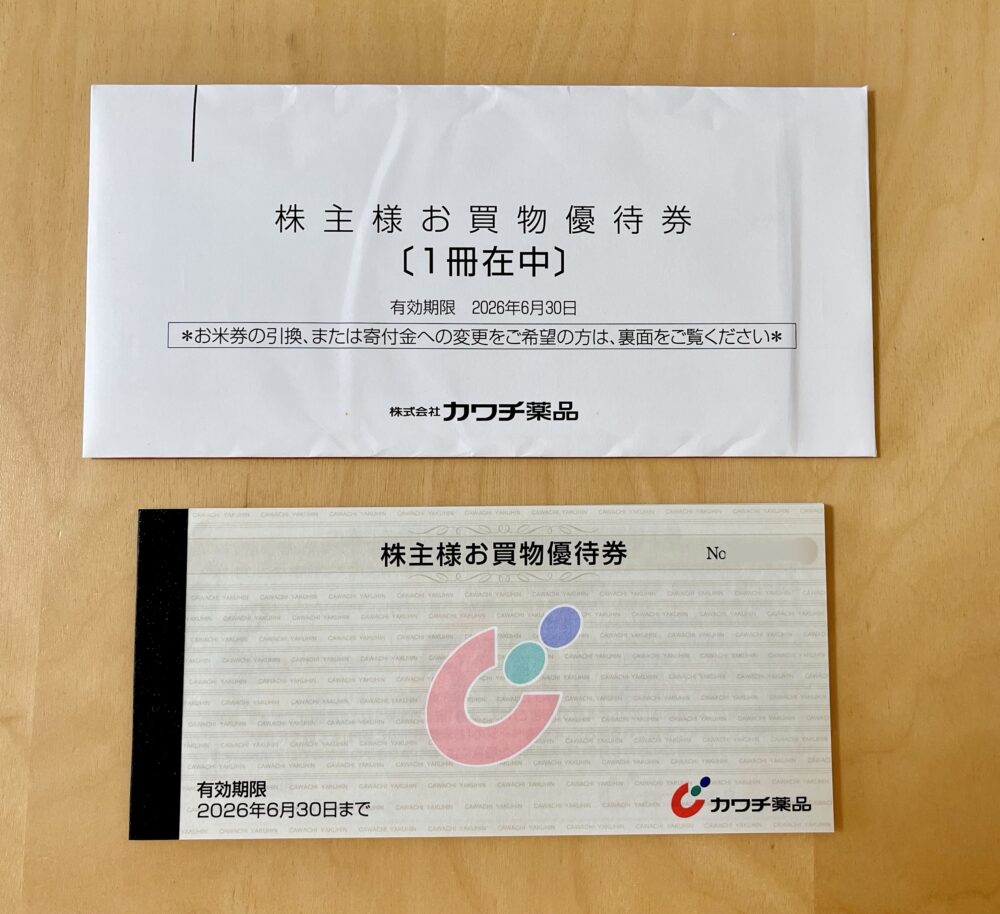 株主様お買物優待券
〔1冊在中〕
有効期限 2026年6月30日
＊お米券の引換、または寄付金への変更をご希望の方は、裏面をご覧ください＊
株式会社 カワチ薬品
株主様お買物優待券 No
CAWACHI YAKUHIN
有効期限
2026年6月30日まで
カワチ薬品